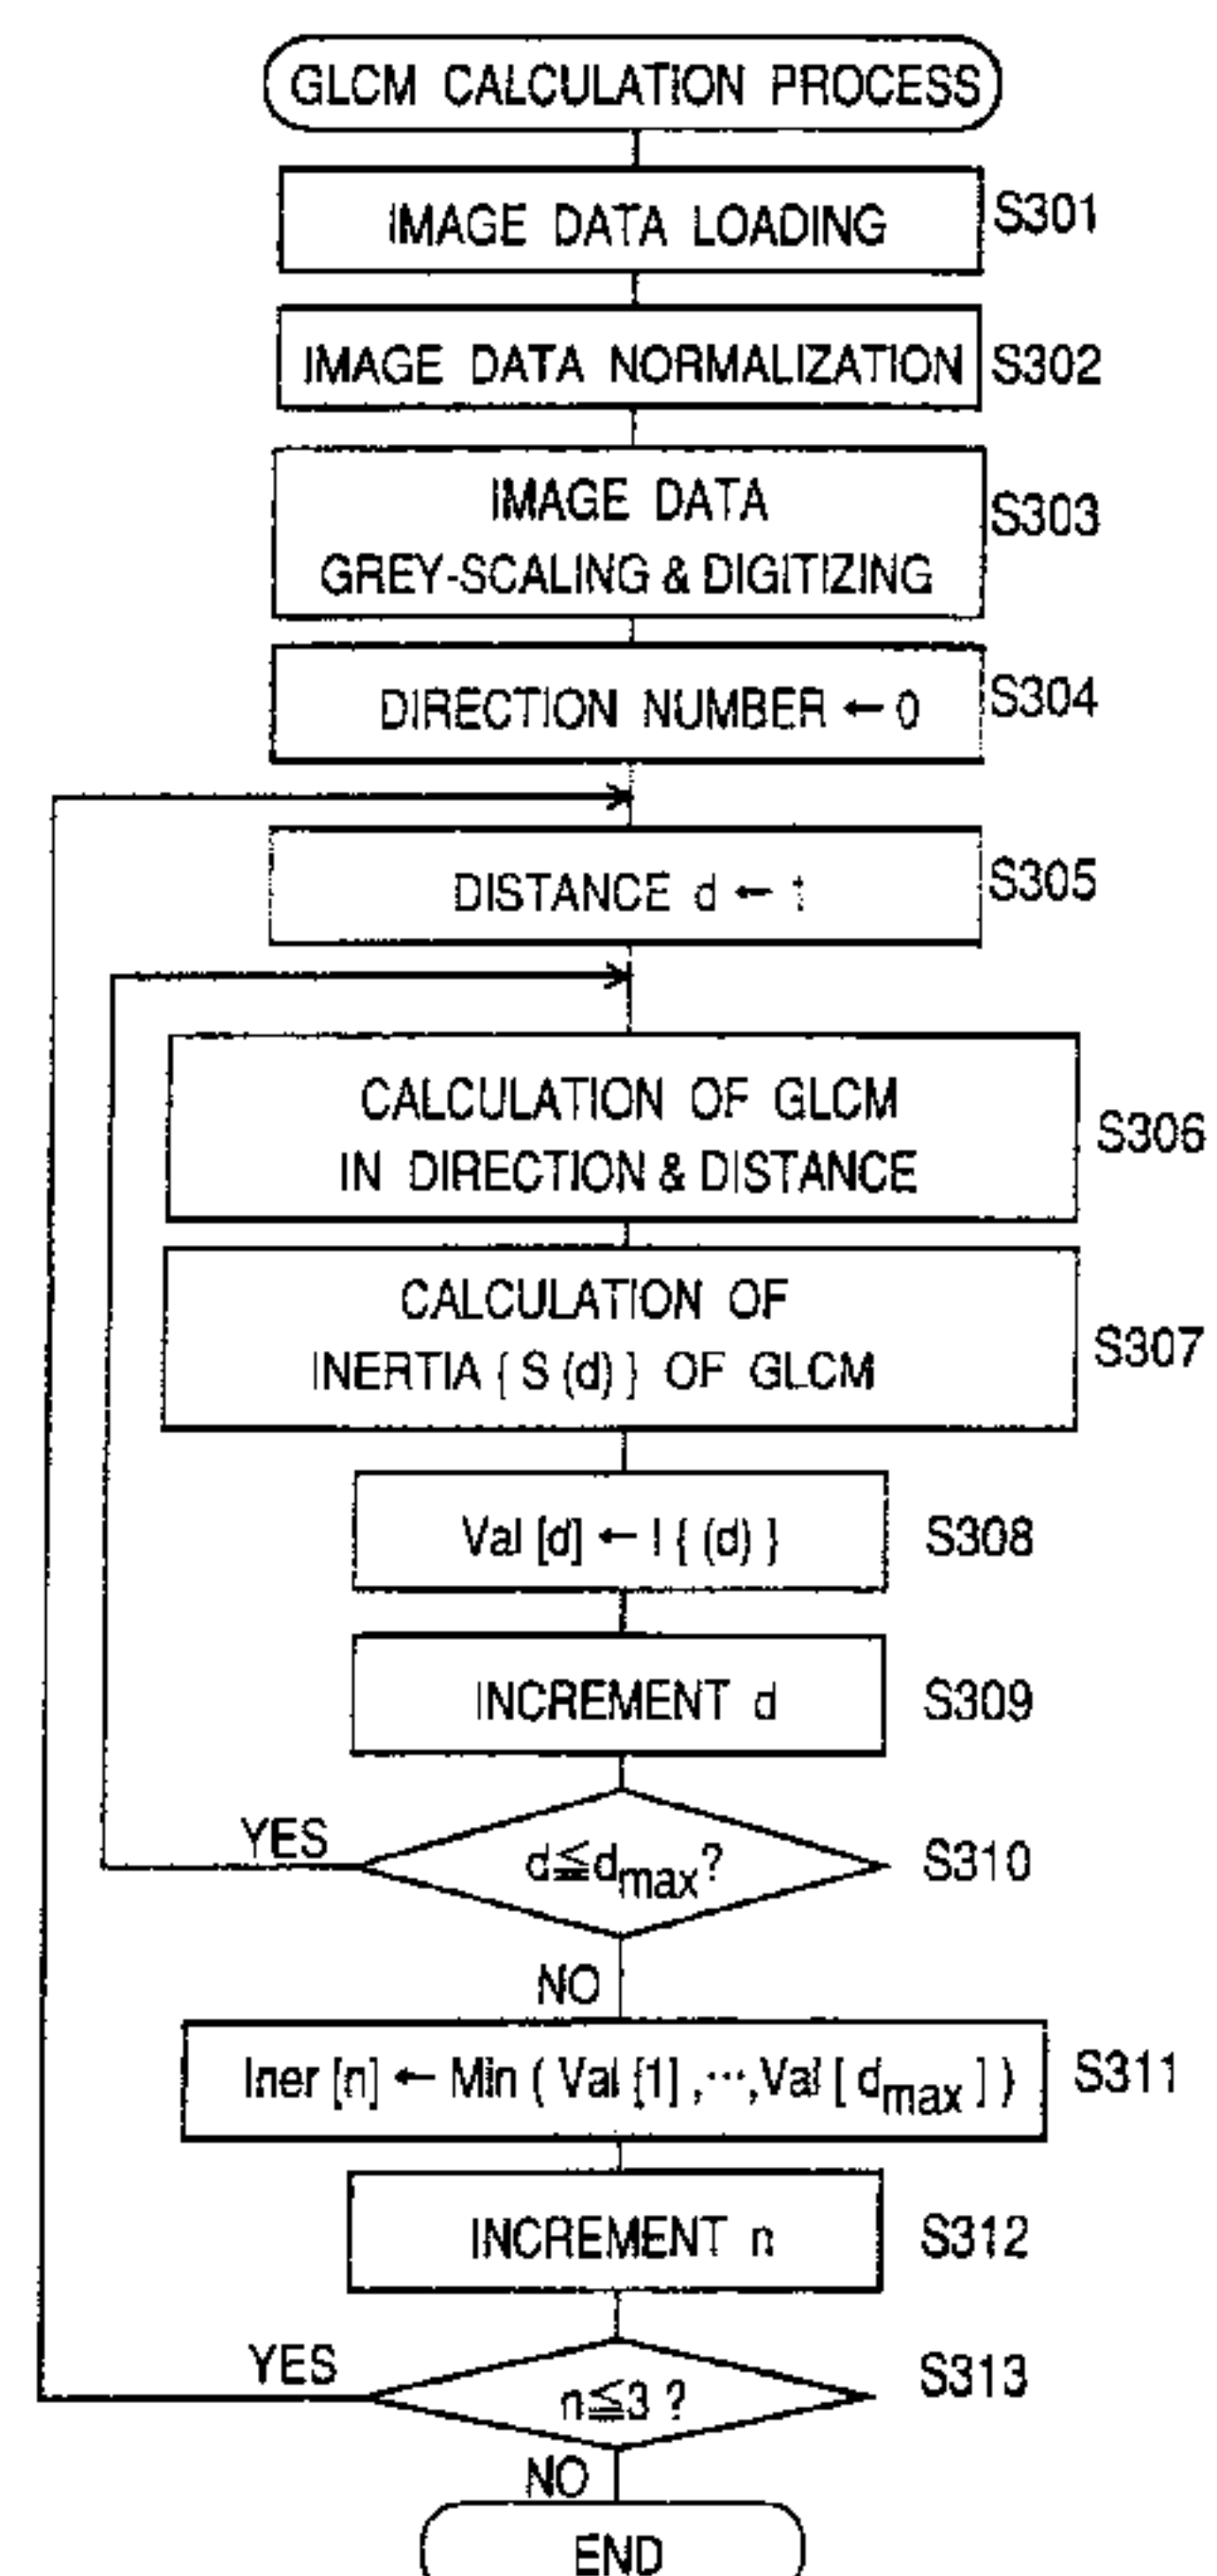 GLCM CALCULATION PROCESS
IMAGE DATA LOADING
S301
IMAGE DATA NORMALIZATION
S302
IMAGE DATA
GREY-SCALING & DIGITIZING
S303
DIRECTION NUMBER ← 0
S304
DISTANCE d ← 1
S305
CALCULATION OF GLCM
IN DIRECTION & DISTANCE
S306
CALCULATION OF
INERTIA { S (d) } OF GLCM
S307
Val [d] ← I { (d) }
S308
INCREMENT d
S309
YES
d≦dmax?
S310
NO
Iner [n] ← Min ( Val [1] ,···,Val [ dmax ] )
S311
INCREMENT n
S312
YES
n≦3 ?
S313
NO
END